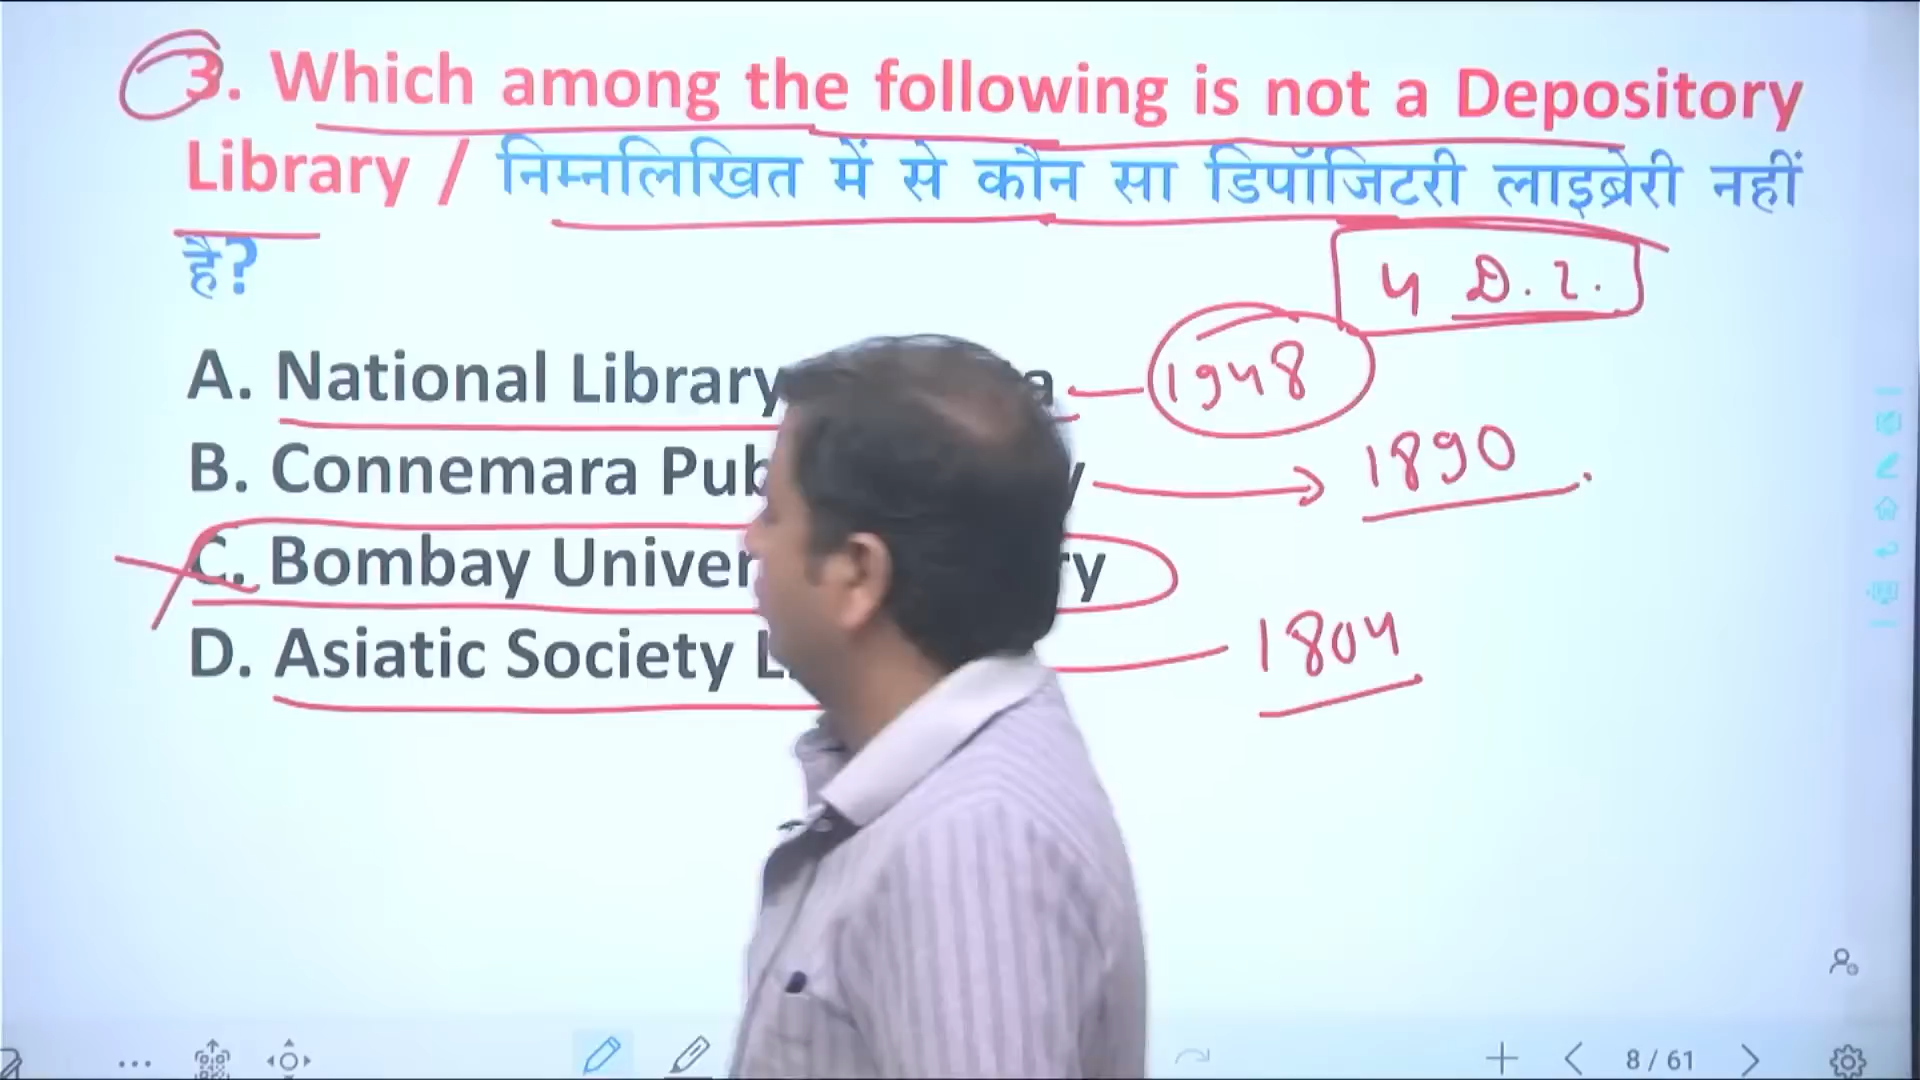 3. Which among the following is not a Depository
Library / निम्नलिखित में से कौन सा डिपॉजिटरी लाइब्रेरी नहीं
है?
4 D.L.
A. National Library a 1948
B. Connemara Pub 1890
C. Bombay Univer ry
D. Asiatic Society L 1804
8 / 61